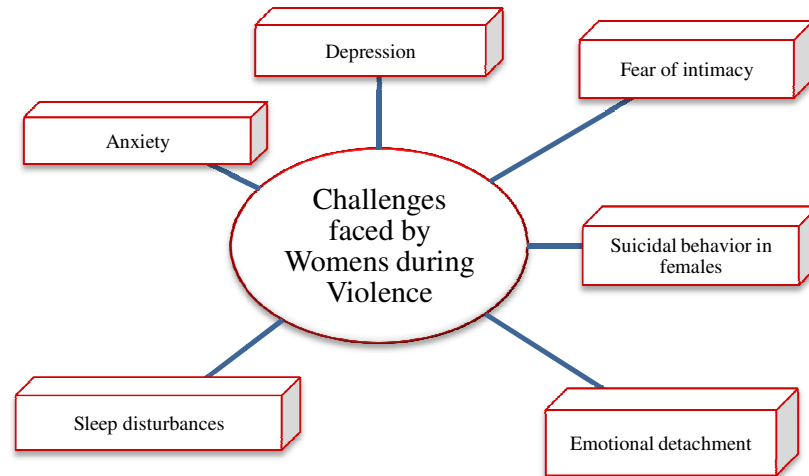 Depression
Fear of intimacy
Anxiety
Challenges
faced by
Womens during
Violence
Suicidal behavior in
females
Sleep disturbances
Emotional detachment